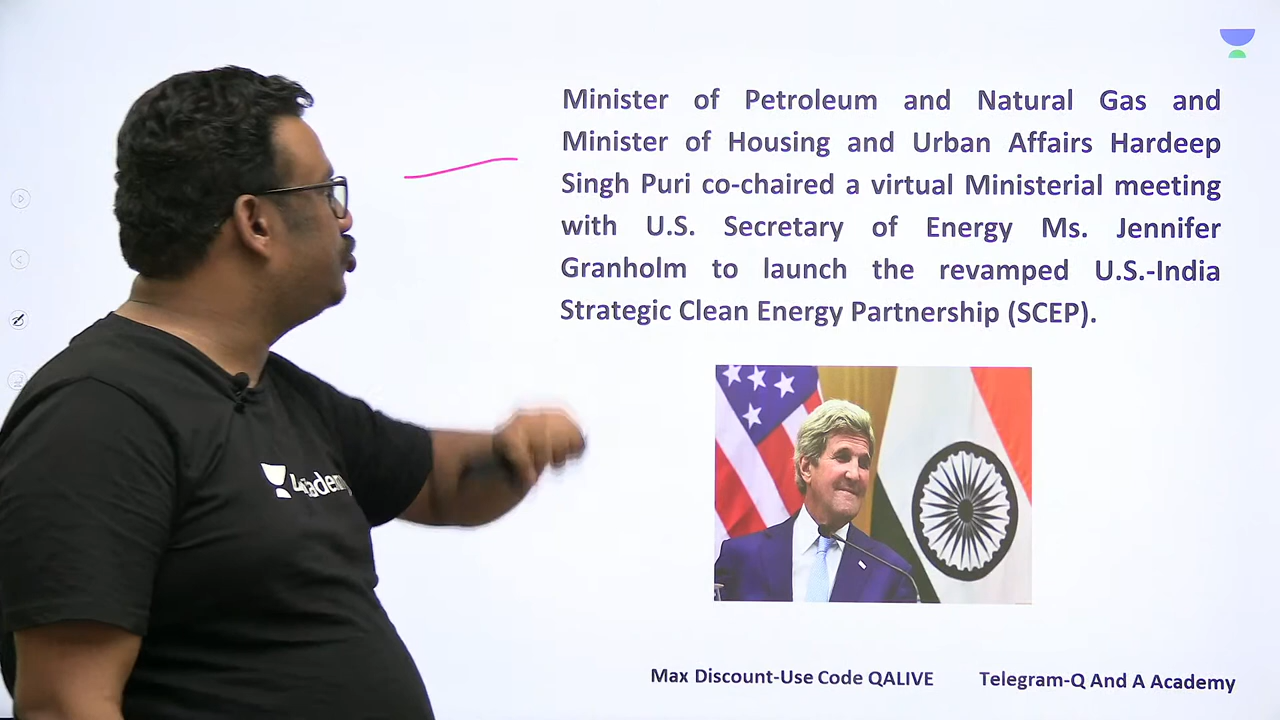 Minister of Petroleum and Natural Gas and
Minister of Housing and Urban Affairs Hardeep
Singh Puri co-chaired a virtual Ministerial meeting
with U.S. Secretary of Energy Ms. Jennifer
Granholm to launch the revamped U.S.-India
Strategic Clean Energy Partnership (SCEP).
Max Discount-Use Code QALIVE
Telegram-Q And A Academy